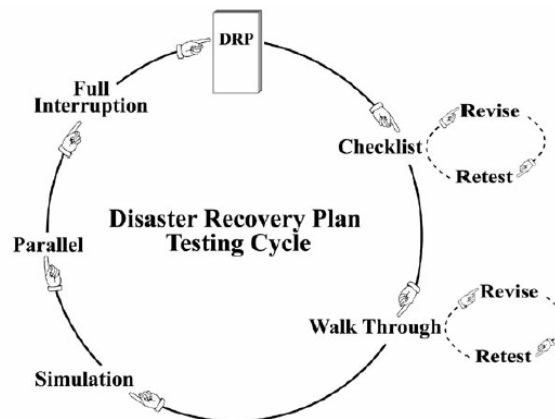 DRP
Full
Interruption
Revise
Checklist
Retest
Disaster Recovery Plan
Testing Cycle
Parallel
Revise
Walk Through
Retest
Simulation